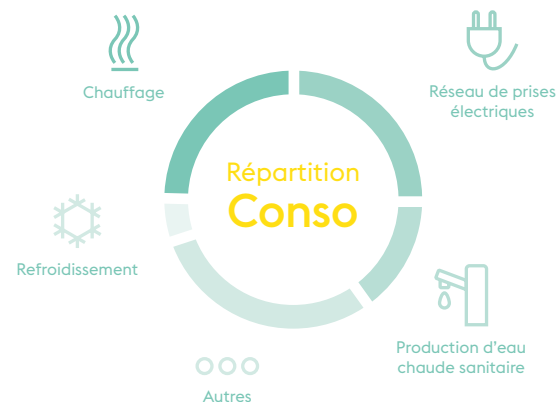 Chauffage
Réseau de prises
électriques
Répartition
Conso
Refroidissement
Production d'eau
chaude sanitaire
Autres